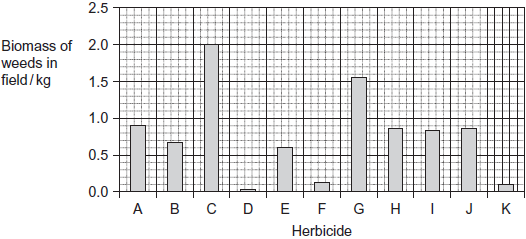 2.5
Biomass of
weeds in
field/kg
2.0
1.5
1.0
0.5
0.0
A B C D E F G H I J K
Herbicide